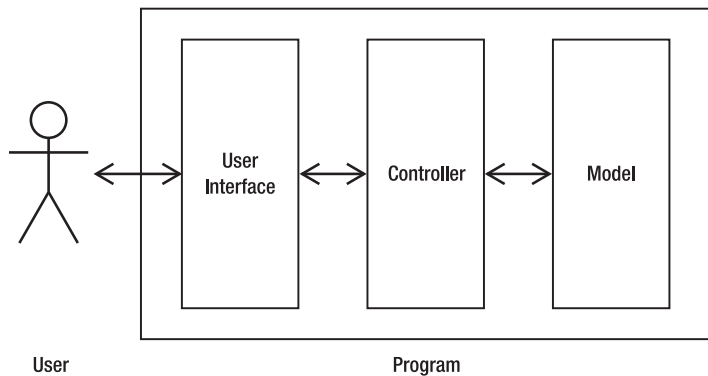 User
Interface
Controller
Model
User
Program